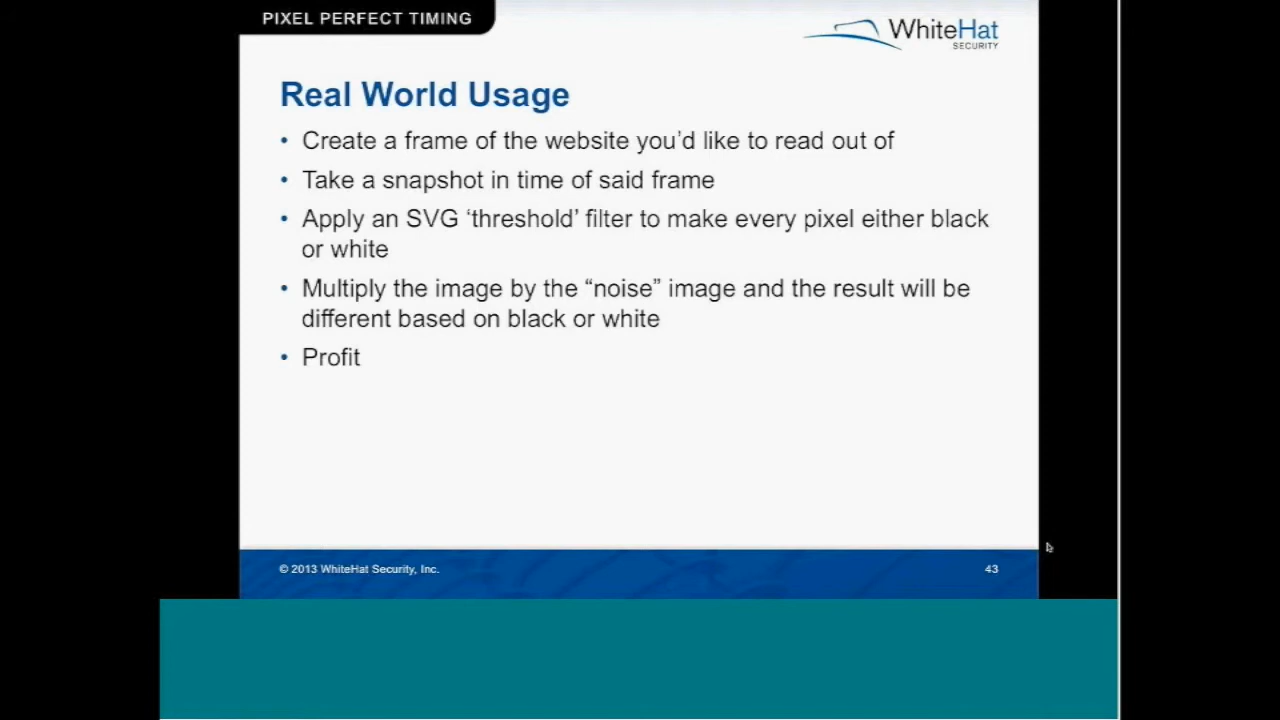 PIXEL PERFECT TIMING
WhiteHat
SECURITY
Real World Usage
• Create a frame of the website you’d like to read out of
• Take a snapshot in time of said frame
• Apply an SVG ‘threshold’ filter to make every pixel either black
or white
• Multiply the image by the “noise” image and the result will be
different based on black or white
• Profit
© 2013 WhiteHat Security, Inc.
43